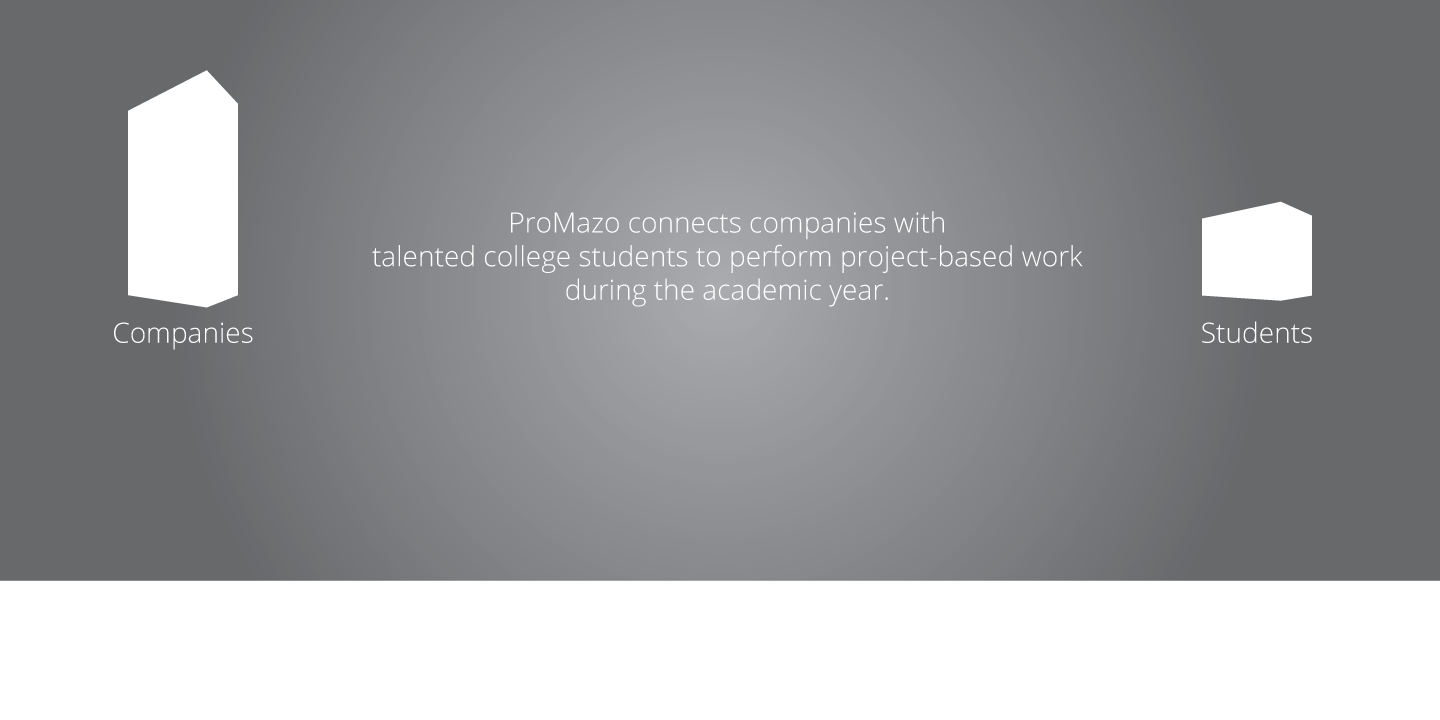 ProMazo connects companies with
talented college students to perform project-based work
during the academic year.
Companies
Students